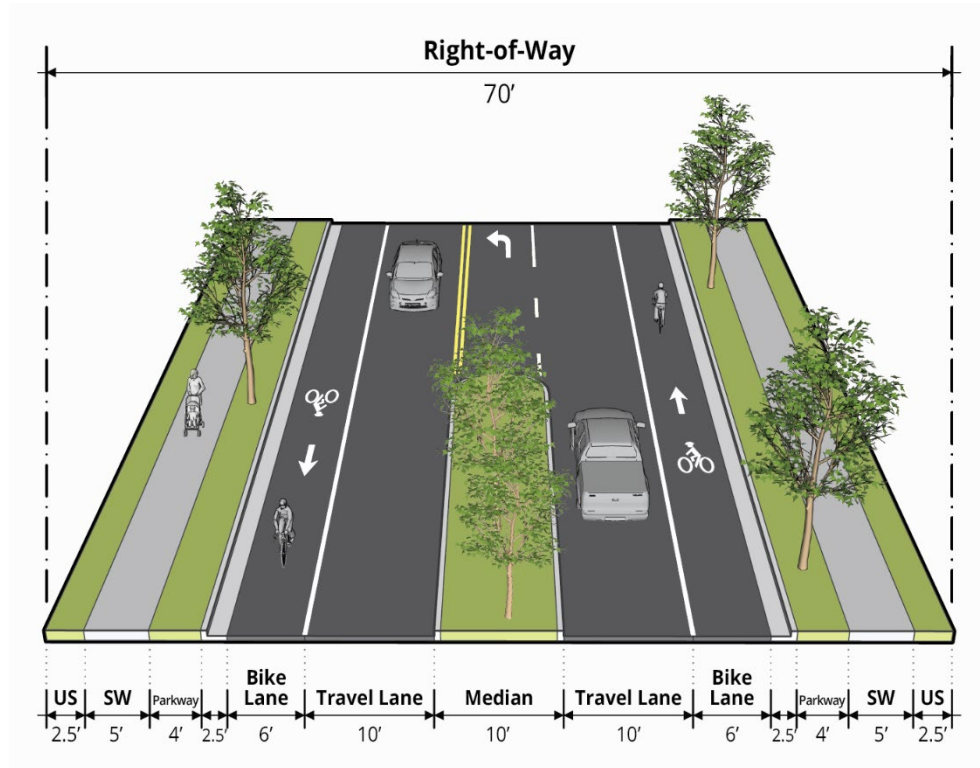 Right-of-Way
70’
US SW Parkway Bike Lane Travel Lane Median Travel Lane Bike Lane Parkway SW US
2.5’ 5’ 4’ 2.5’ 6’ 10’ 10’ 10’ 6’ 2.5’ 4’ 5’ 2.5’